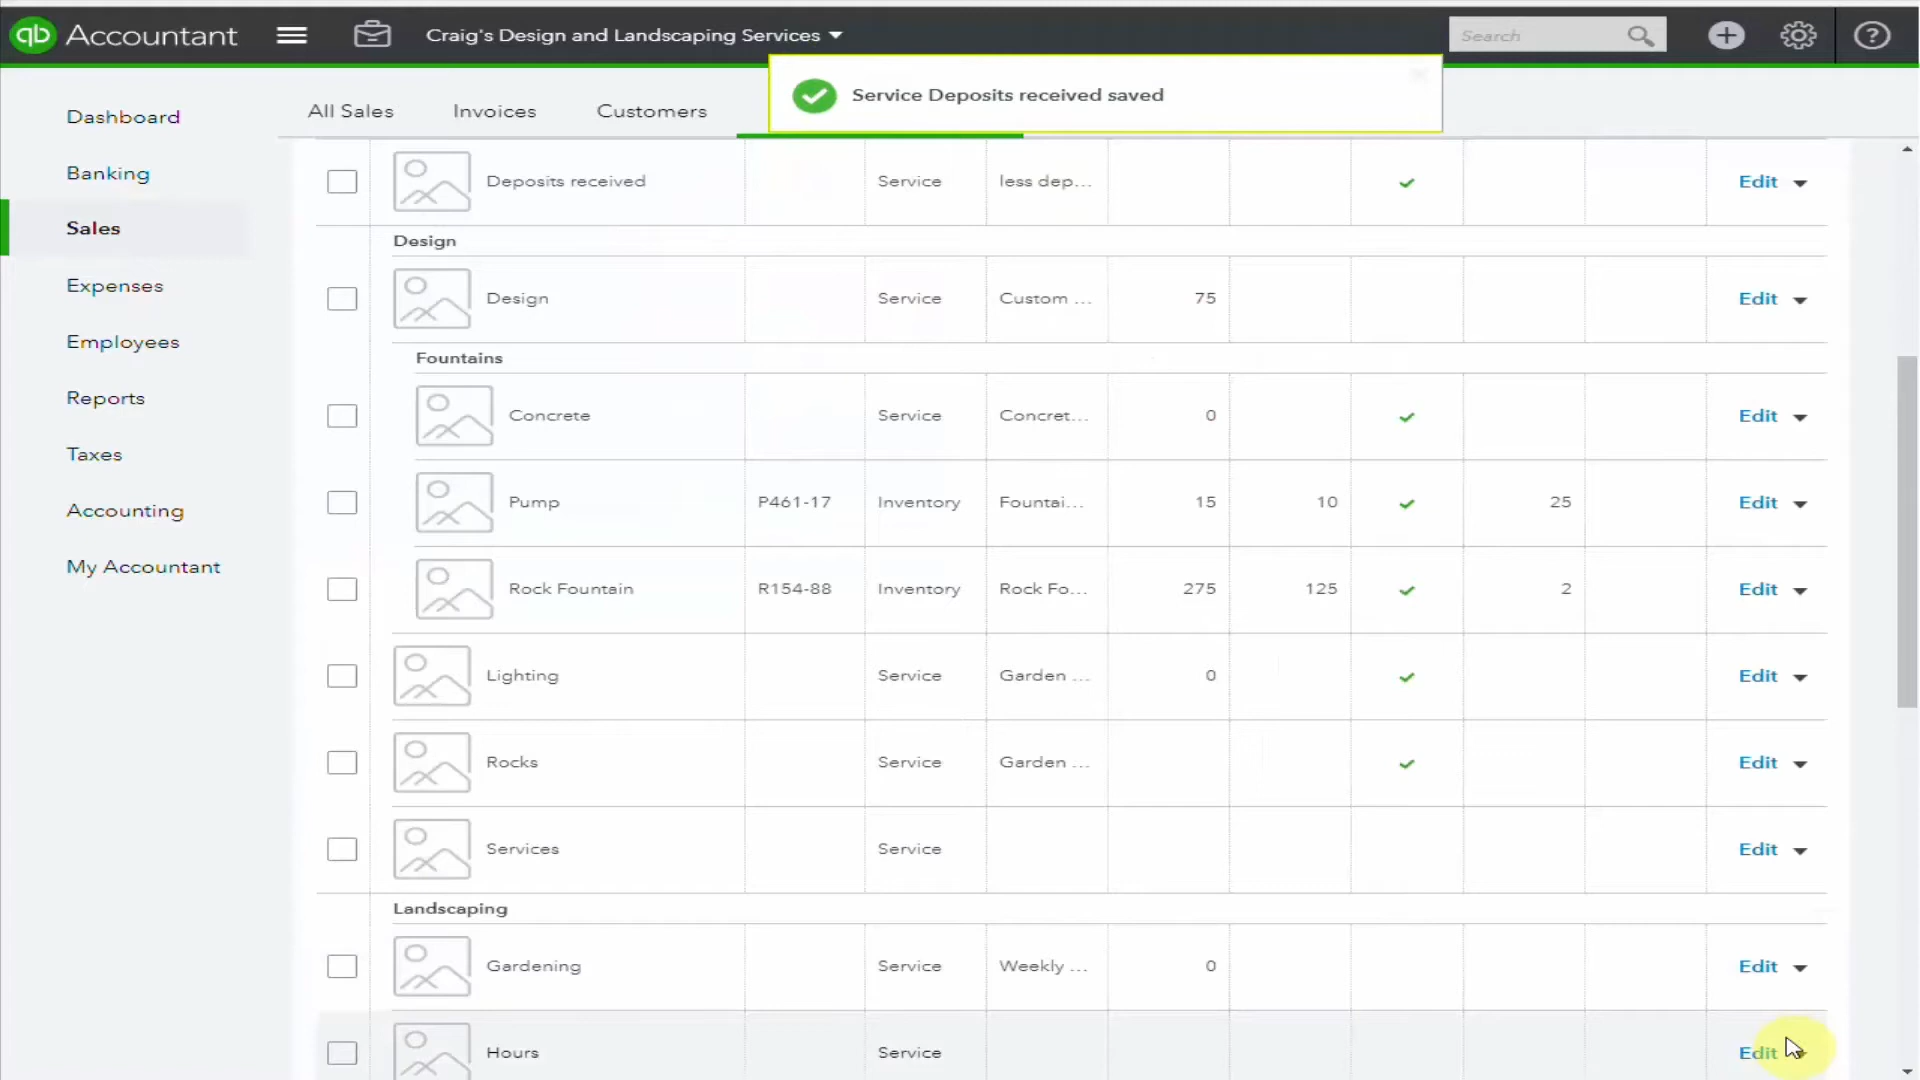 qb Accountant
Craig's Design and Landscaping Services
Search
Service Deposits received saved
Dashboard
Banking
Sales
Expenses
Employees
Reports
Taxes
Accounting
My Accountant
All Sales Invoices Customers
Deposits received Service less dep... Edit
Design
Design Service Custom ... 75 Edit
Fountains
Concrete Service Concret... 0 Edit
Pump P461-17 Inventory Fountai... 15 10 25 Edit
Rock Fountain R154-88 Inventory Rock Fo... 275 125 2 Edit
Lighting Service Garden ... 0 Edit
Rocks Service Garden ... Edit
Services Service Edit
Landscaping
Gardening Service Weekly ... 0 Edit
Hours Service Edit